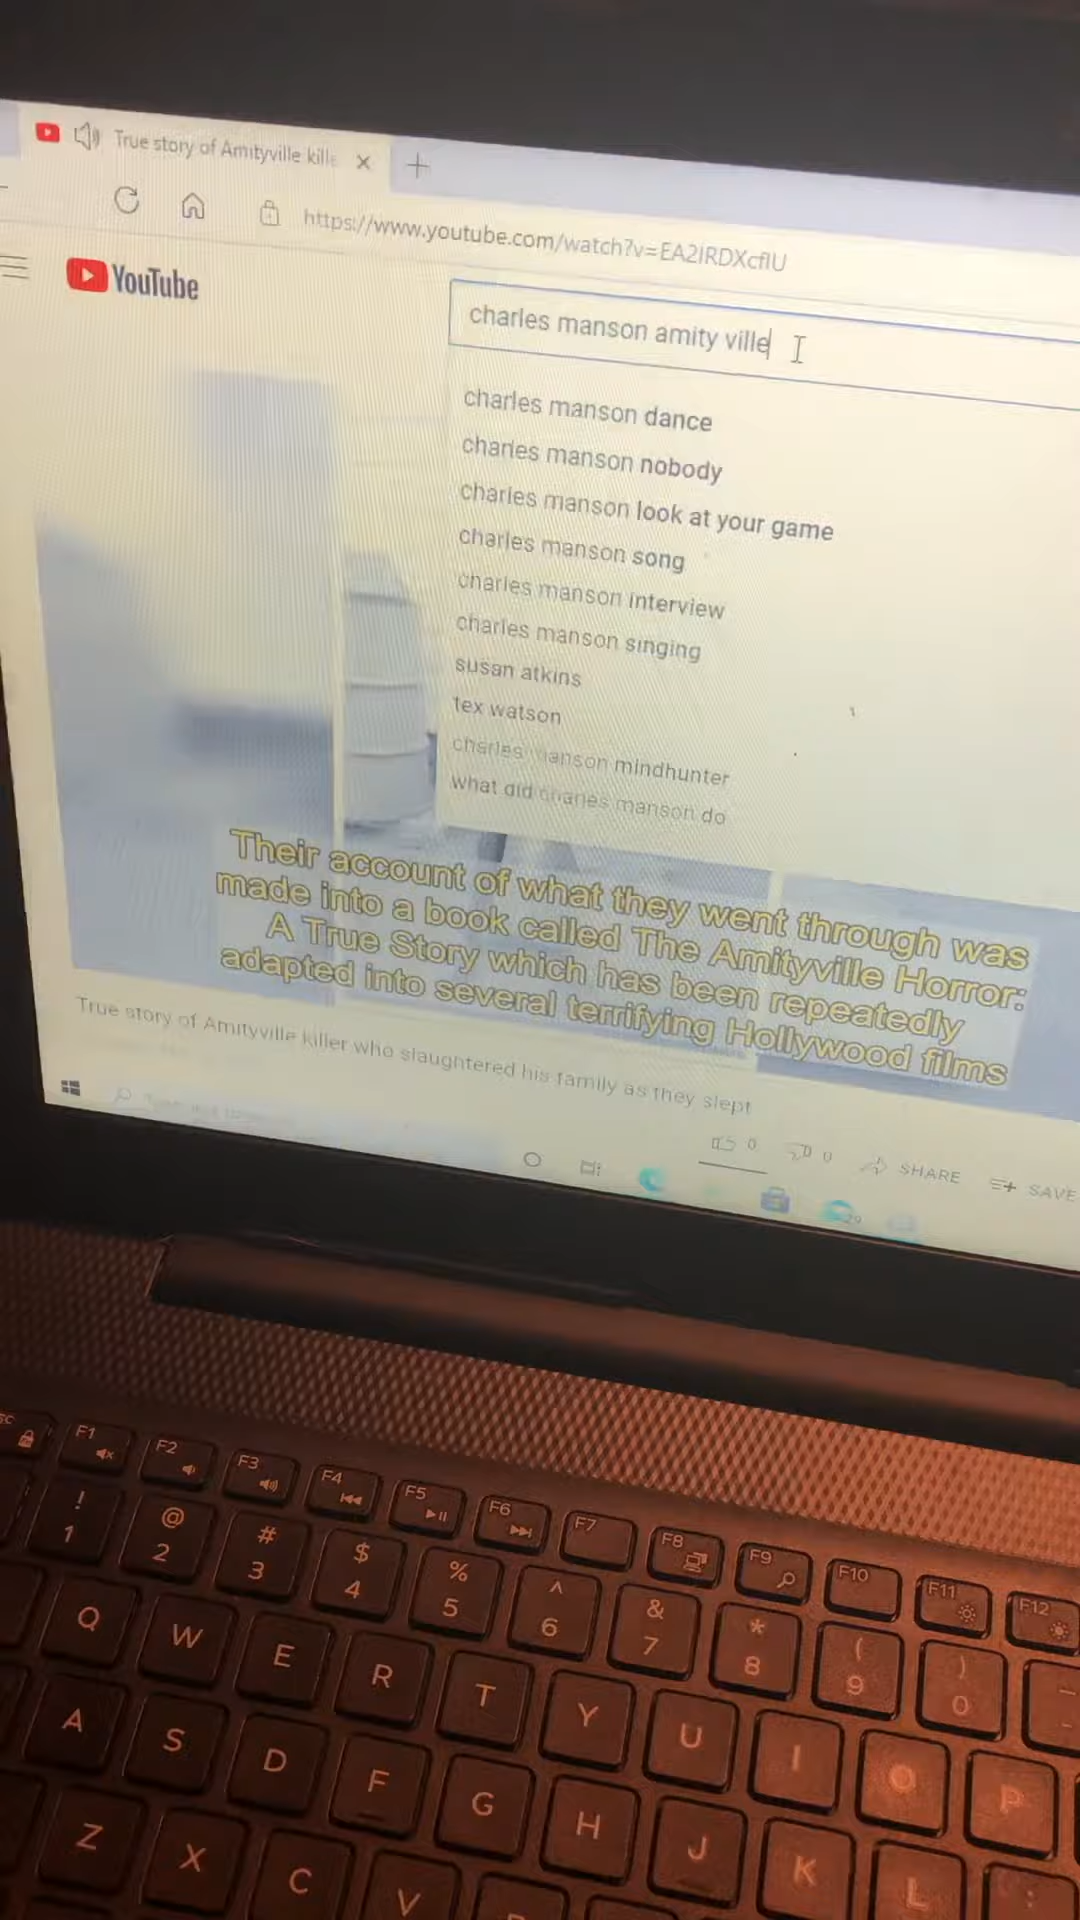 True story of Amityville kille
https://www.youtube.com/watch?v=EA2iRDXcfIU
YouTube
charles manson amity ville
charles manson dance
charles manson nobody
charles manson look at your game
charles manson song
charles manson interview
charles manson singing
susan atkins
tex watson
charles manson mindhunter
what did charles manson do
Their account of what they went through was
made into a book called The Amityville Horror:
A True Story which has been repeatedly
adapted into several terrifying Hollywood films
True story of Amityville killer who slaughtered his family as they slept
0 0 SHARE SAVE
29
F1 F2 F3 F4 F5 F6 F7 F8 F9 F10 F11 F12
! @ # $ % ^ & * ( )
1 2 3 4 5 6 7 8 9 0
Q W E R T Y U I O P
A S D F G H J K L :
Z X C V